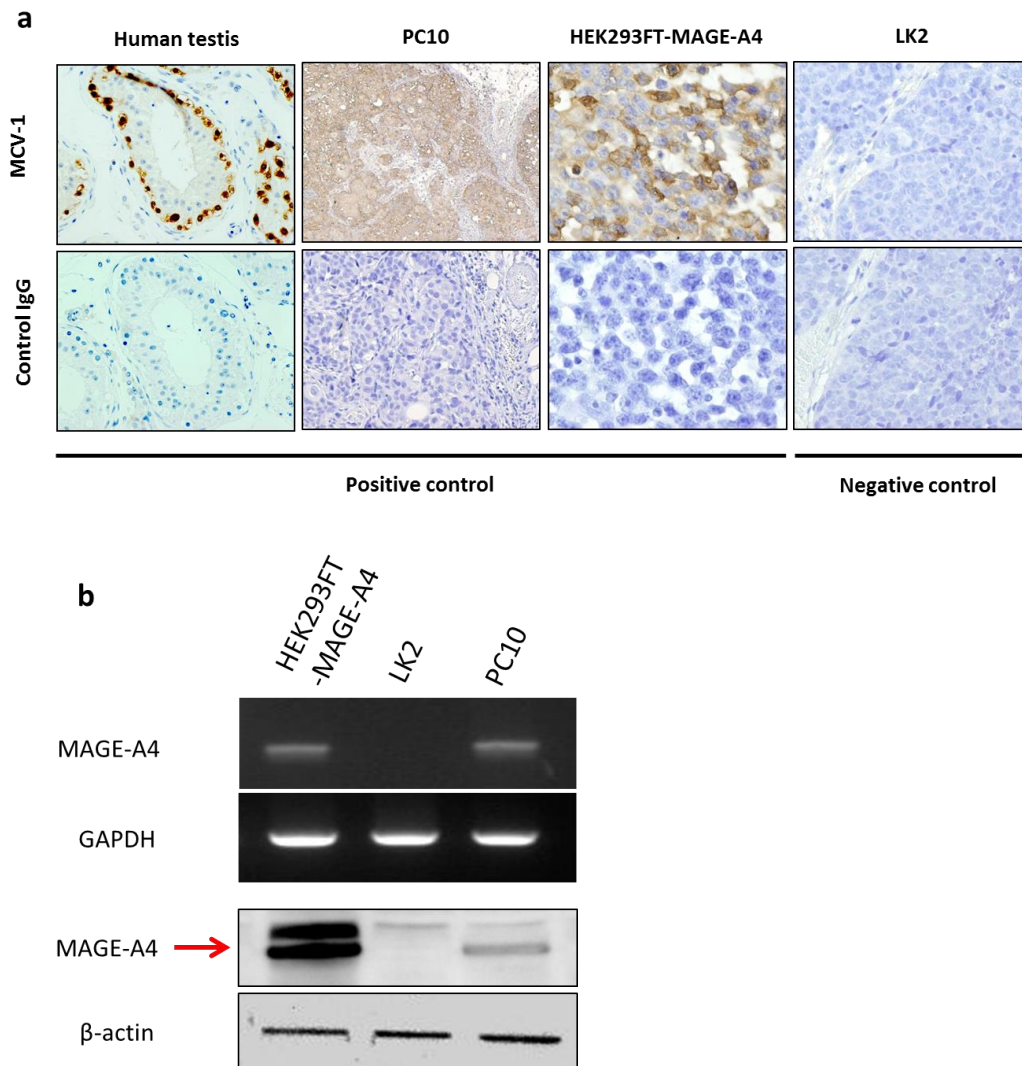 a
Human testis
PC10
HEK293FT-MAGE-A4
LK2
MCV-1
Control IgG
Positive control
Negative control
b
HEK293FT
-MAGE-A4
LK2
PC10
MAGE-A4
GAPDH
MAGE-A4
β-actin